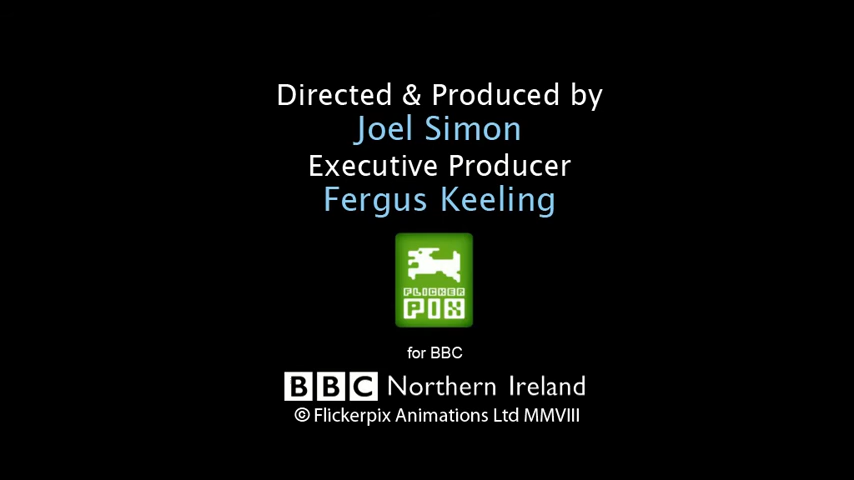 Directed & Produced by
Joel Simon
Executive Producer
Fergus Keeling
FLICKER
PIX
for BBC
BBC Northern Ireland
© Flickerpix Animations Ltd MMVIII